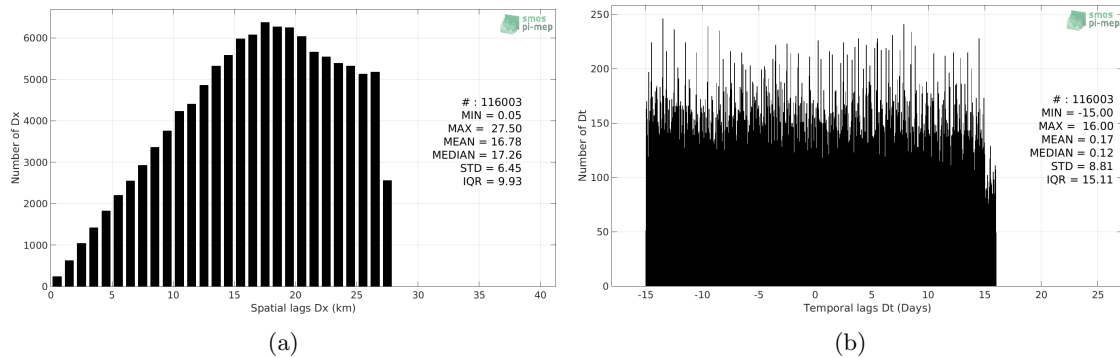 smos
pi-mep
6000
5000
4000
3000
2000
1000
0
Number of Dx
# : 116003
MIN = 0.05
MAX = 27.50
MEAN = 16.78
MEDIAN = 17.26
STD = 6.45
IQR = 9.93
0 5 10 15 20 25 30 35 40
Spatial lags Dx (km)
(a)
smos
pi-mep
250
200
150
100
50
0
Number of Dt
# : 116003
MIN = -15.00
MAX = 16.00
MEAN = 0.17
MEDIAN = 0.12
STD = 8.81
IQR = 15.11
-15 -10 -5 0 5 10 15 20 25
Temporal lags Dt (Days)
(b)